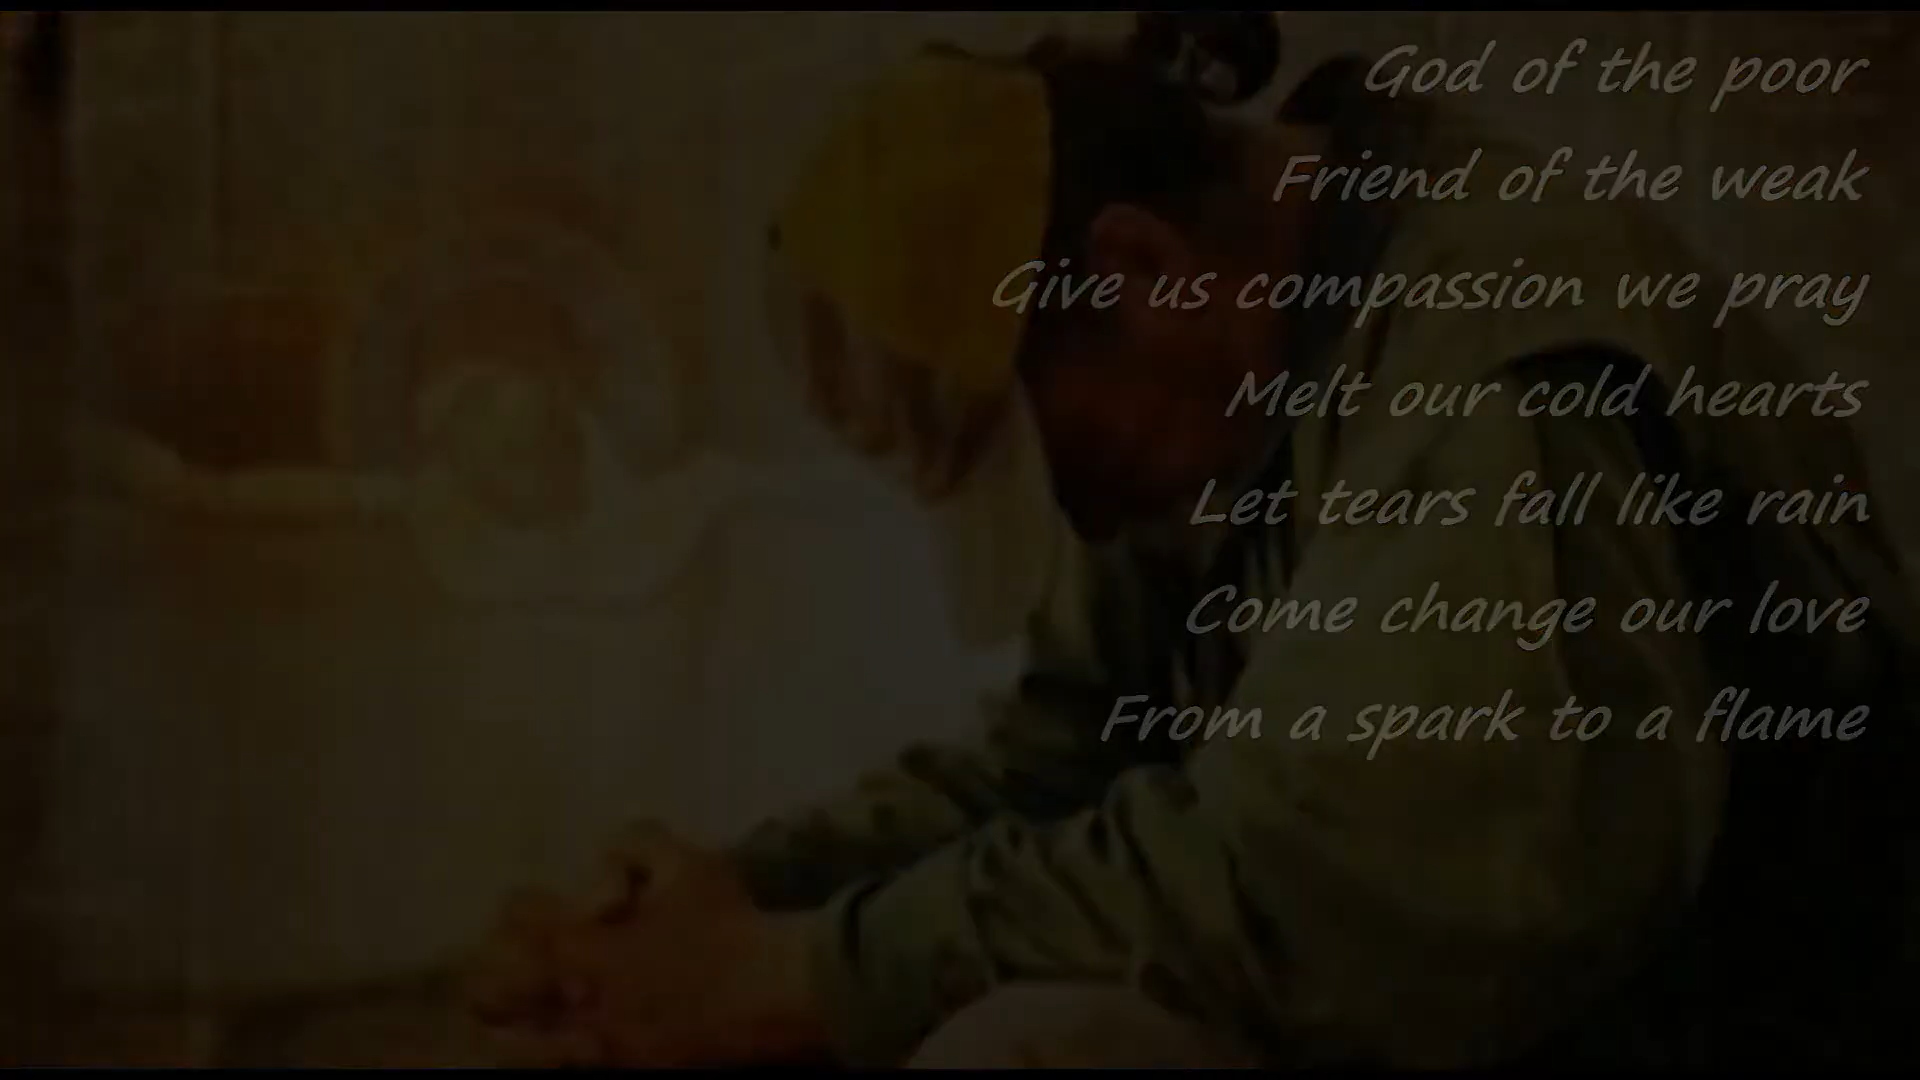 God of the poor
Friend of the weak
Give us compassion we pray
Melt our cold hearts
Let tears fall like rain
Come change our love
From a spark to a flame